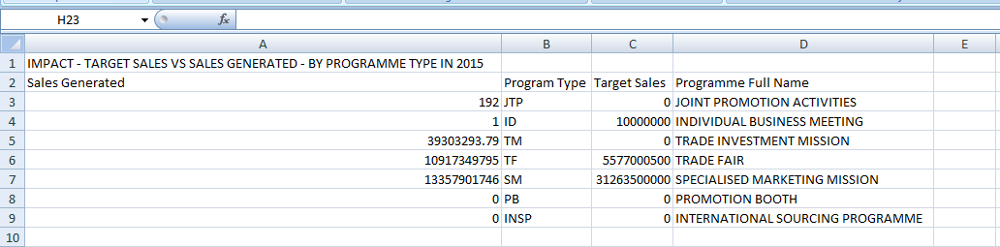 H23 fx
A B C D E
1 IMPACT - TARGET SALES VS SALES GENERATED - BY PROGRAMME TYPE IN 2015
2 Sales Generated Program Type Target Sales Programme Full Name
3 192 JTP 0 JOINT PROMOTION ACTIVITIES
4 1 ID 10000000 INDIVIDUAL BUSINESS MEETING
5 39303293.79 TM 0 TRADE INVESTMENT MISSION
6 10917349795 TF 5577000500 TRADE FAIR
7 13357901746 SM 31263500000 SPECIALISED MARKETING MISSION
8 0 PB 0 PROMOTION BOOTH
9 0 INSP 0 INTERNATIONAL SOURCING PROGRAMME
10